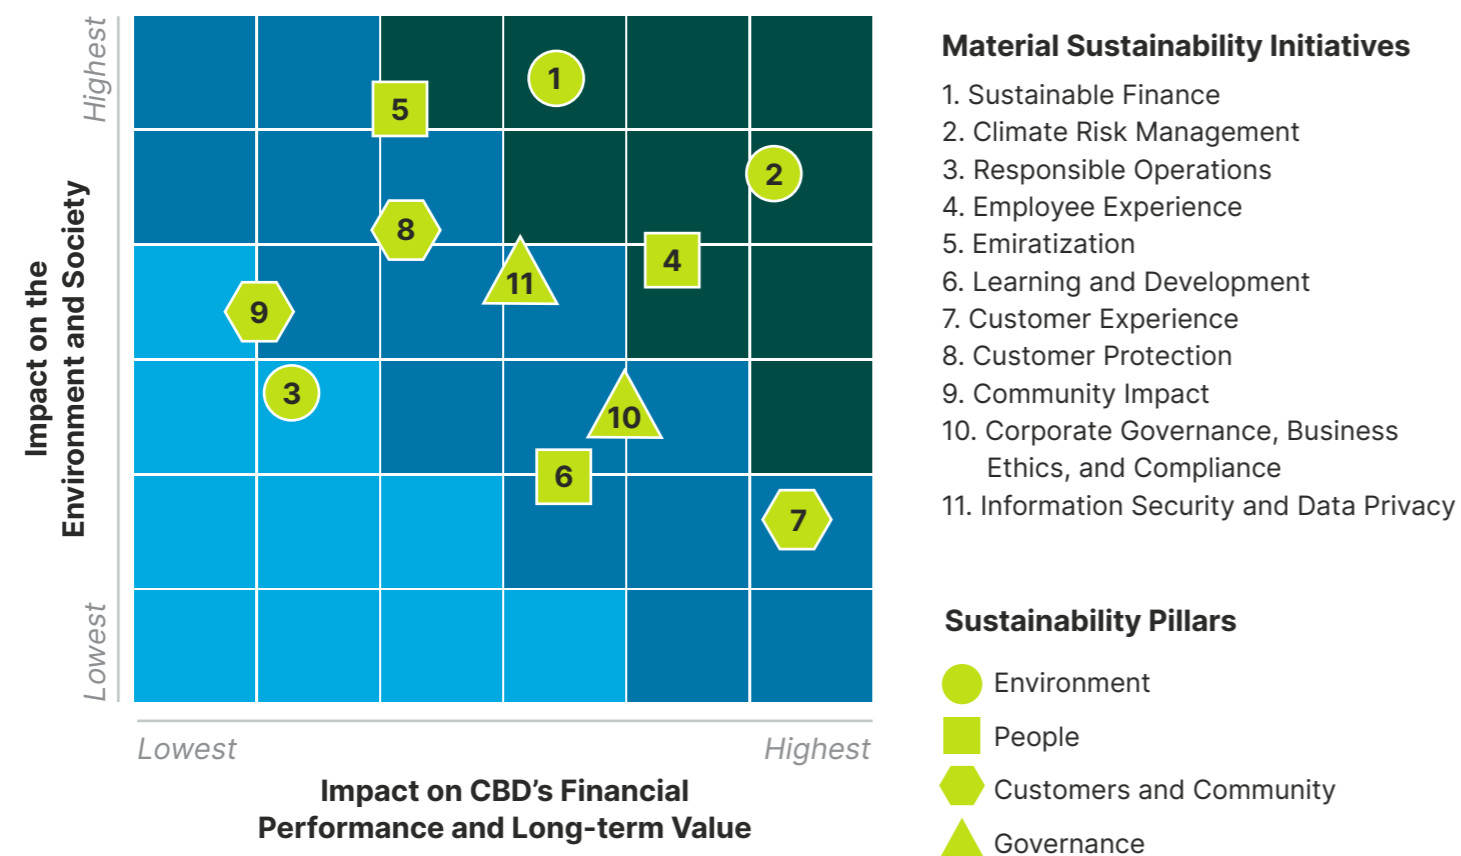 Highest
Impact on the
Environment and Society
Lowest
5
1
2
8
11
4
9
3
10
6
7
Lowest
Highest
Impact on CBD’s Financial
Performance and Long-term Value
Material Sustainability Initiatives
1. Sustainable Finance
2. Climate Risk Management
3. Responsible Operations
4. Employee Experience
5. Emiratization
6. Learning and Development
7. Customer Experience
8. Customer Protection
9. Community Impact
10. Corporate Governance, Business
Ethics, and Compliance
11. Information Security and Data Privacy
Sustainability Pillars
Environment
People
Customers and Community
Governance